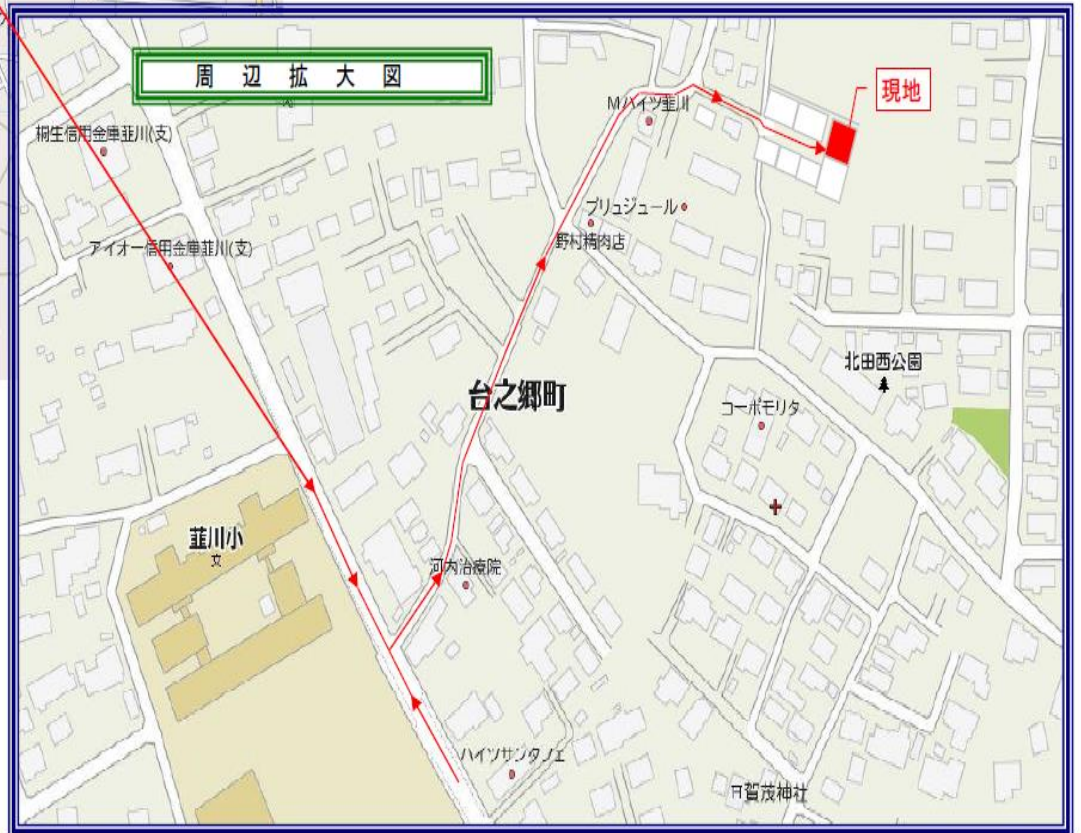 周辺拡大図
現地
Mハイツ韮川
桐生信用金庫韮川(支)
ブリュジュール
野村精肉店
アイオー信用金庫韮川(支)
北田西公園
台之郷町
コーポモリタ
韮川小
文
河内治療院
ハイツサンタノエ
賀茂神社